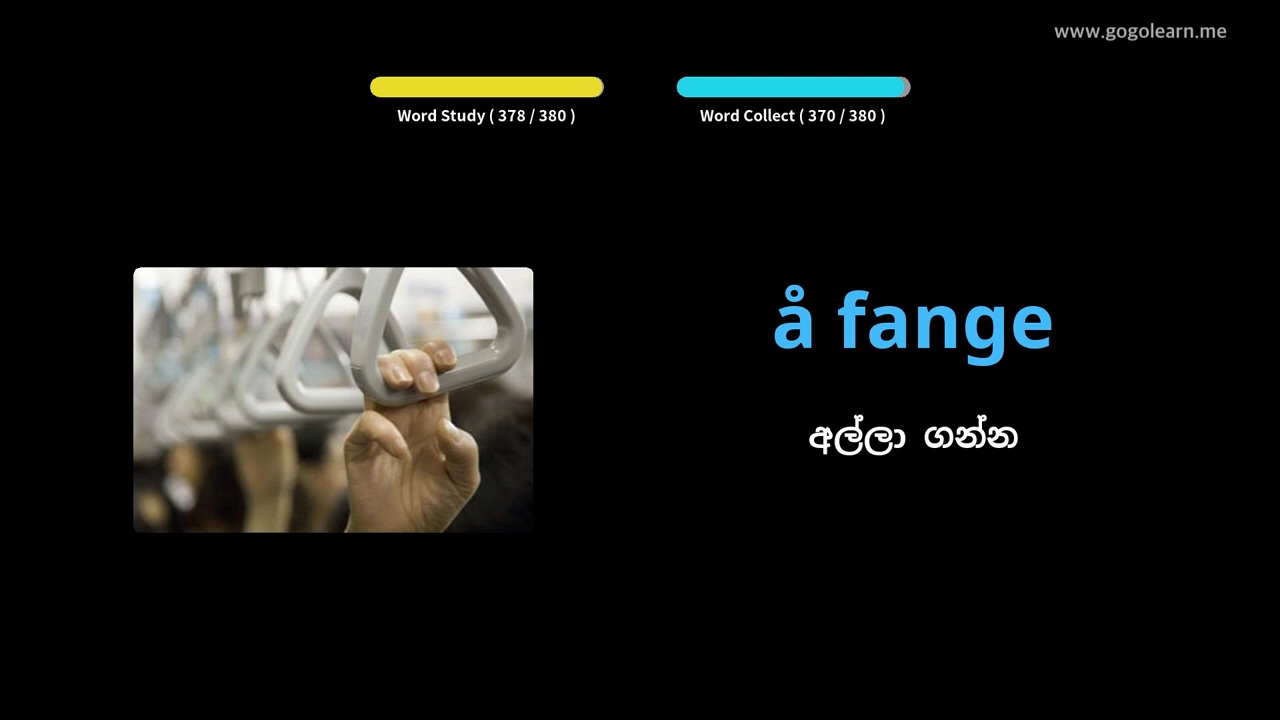 www.gogolearn.me
Word Study ( 378 / 380 )
Word Collect ( 370 / 380 )
å fange
අල්ලා ගන්න